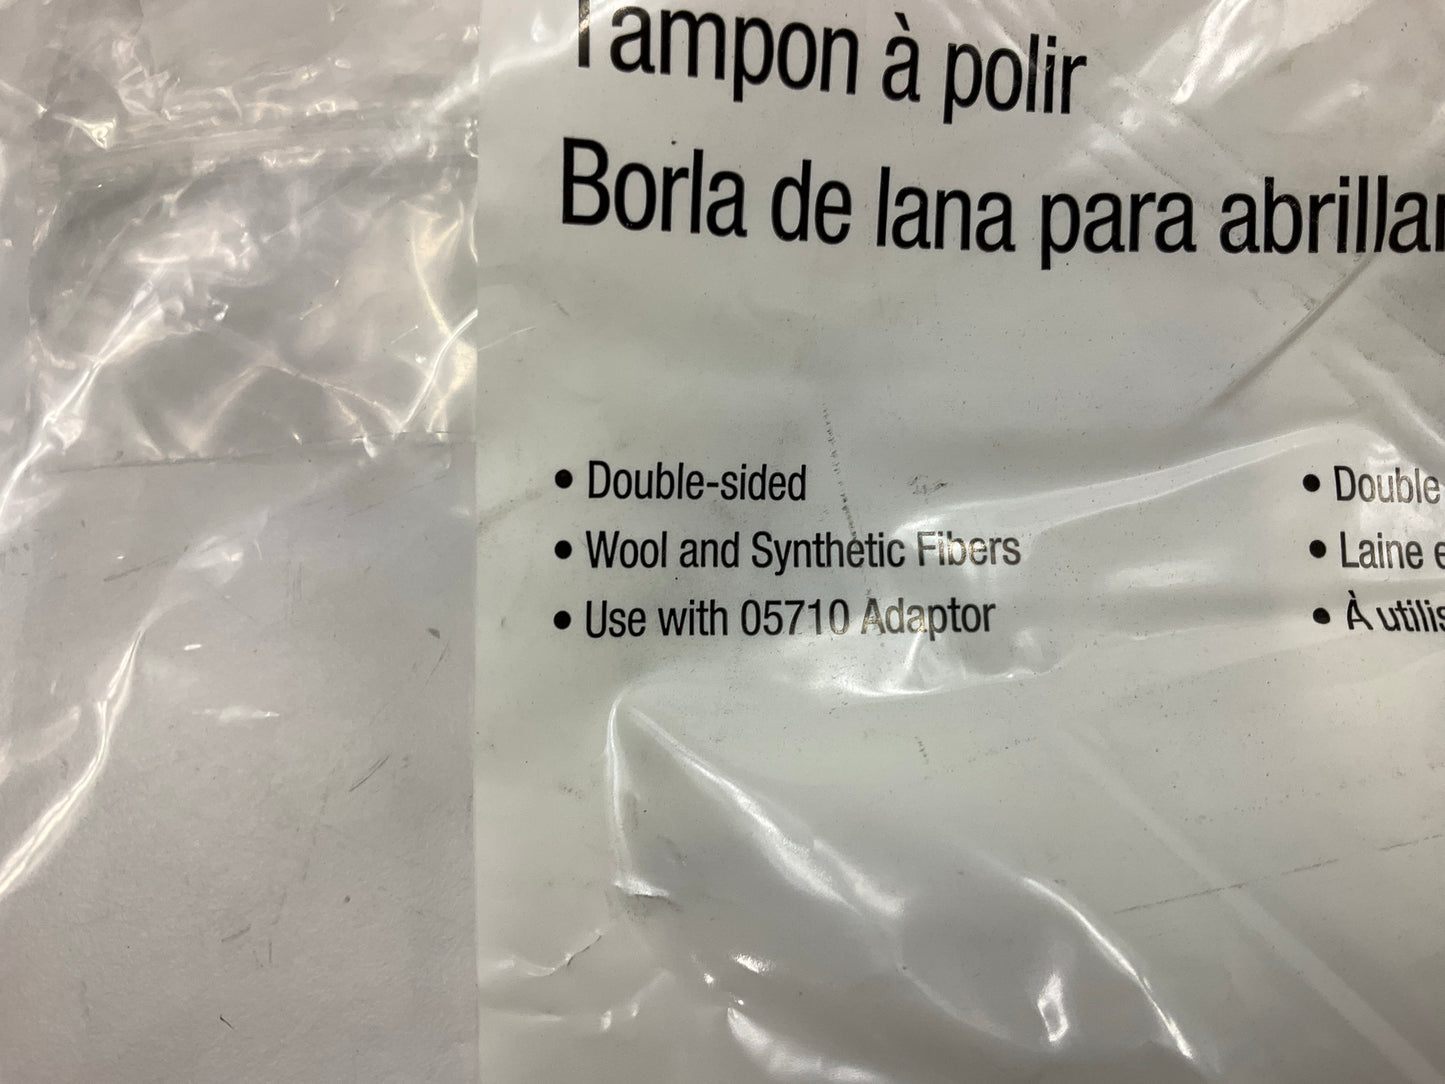 Tampon à polir
Borla de lana para abrillan
• Double-sided
• Wool and Synthetic Fibers
• Use with 05710 Adaptor
• Double-
• Laine e
• À utilis